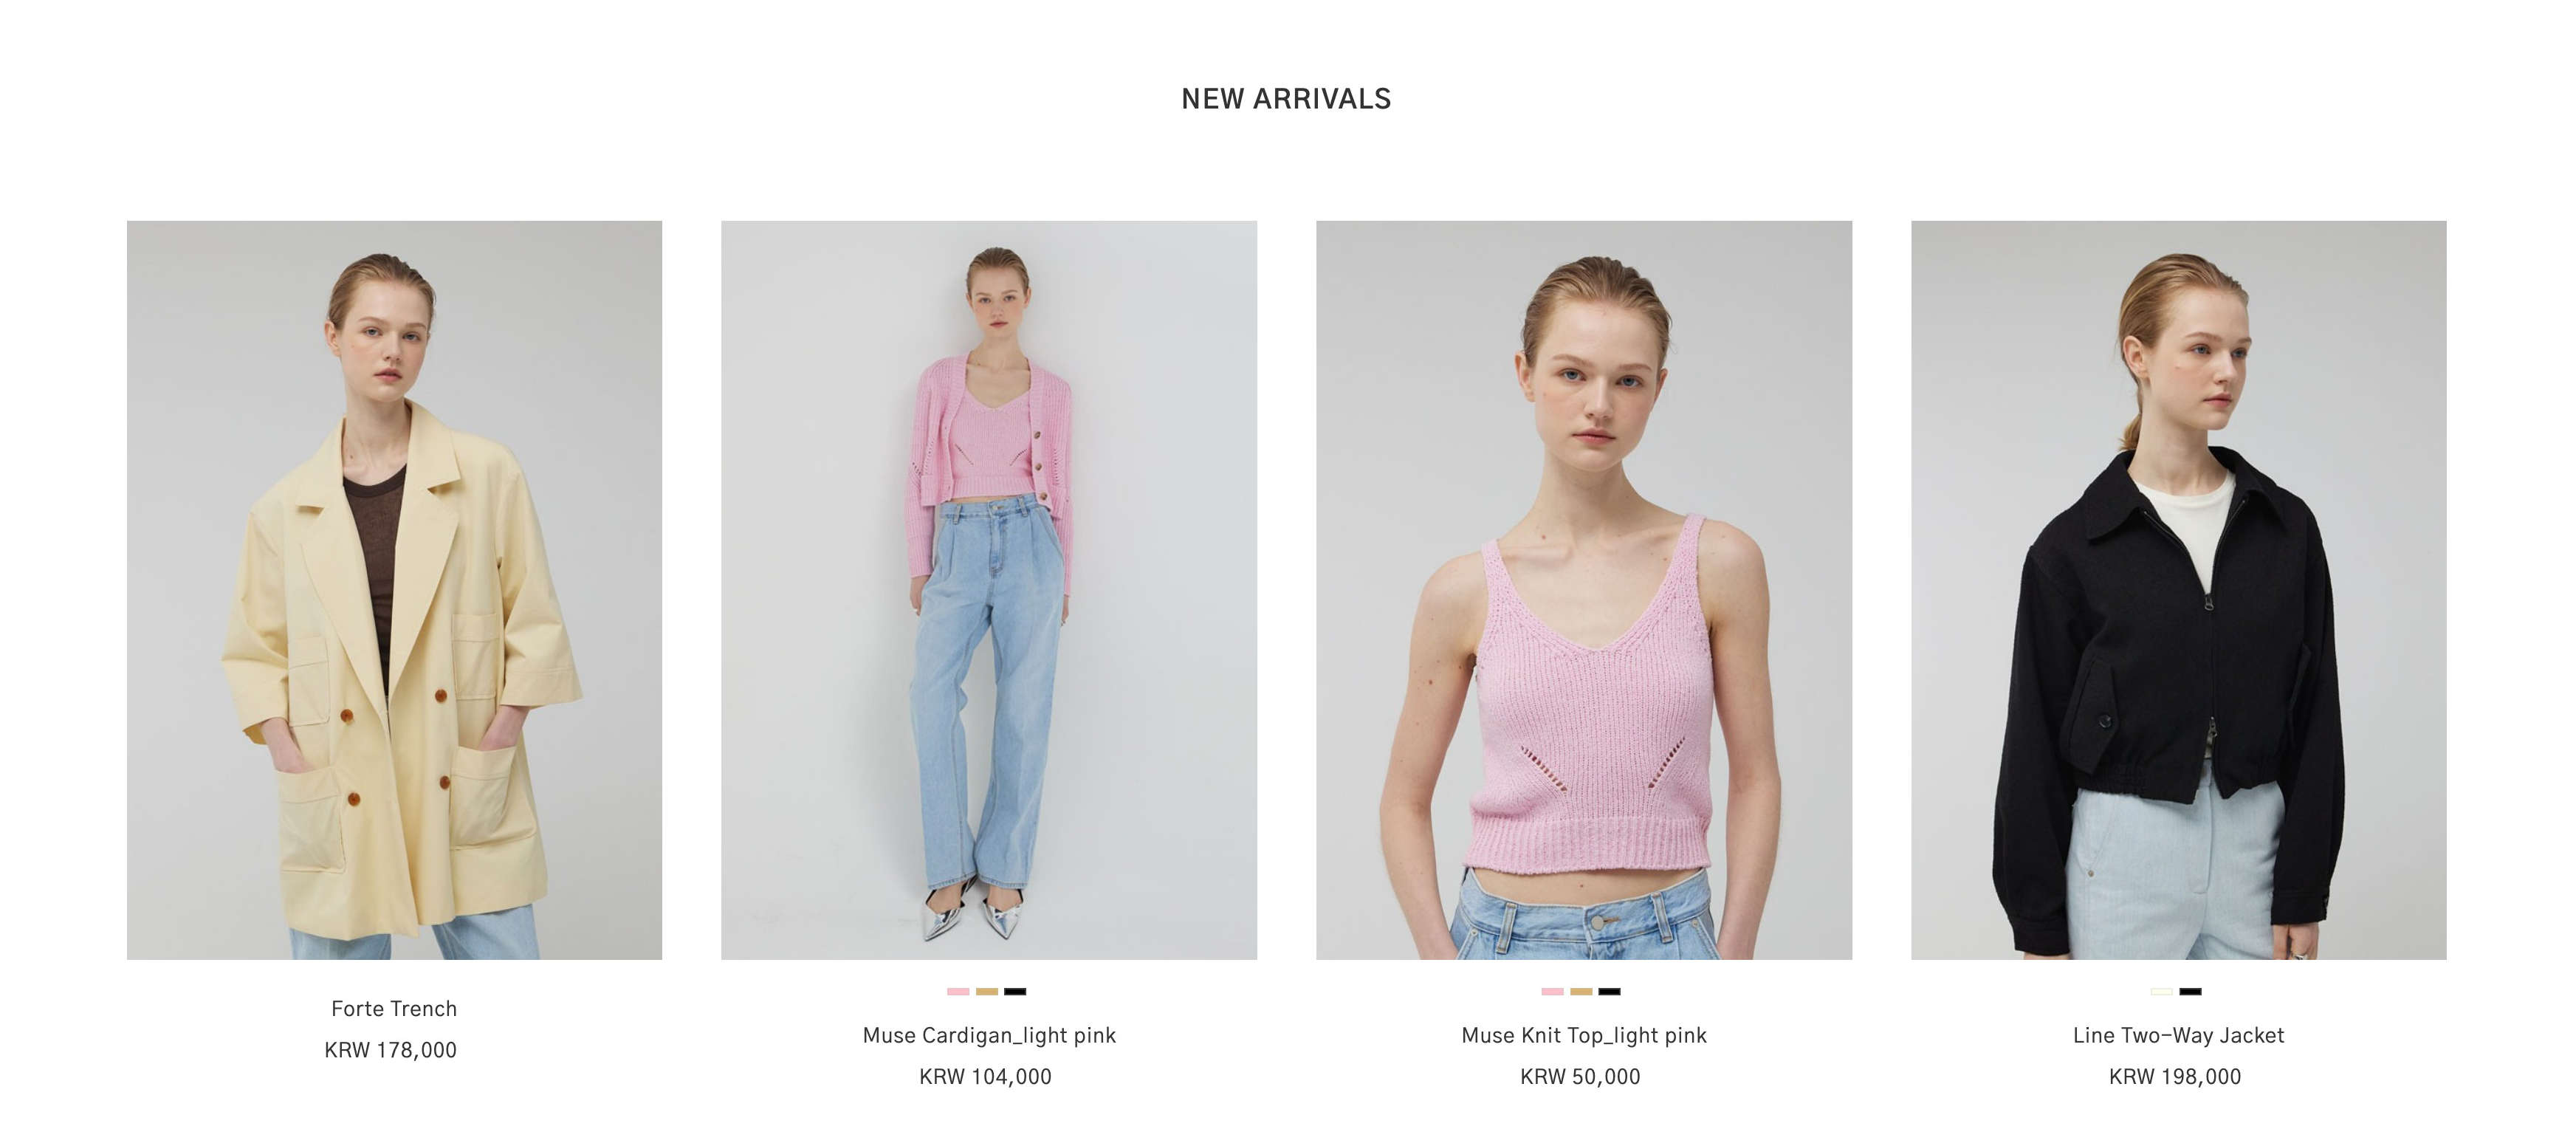 NEW ARRIVALS
Forte Trench
KRW 178,000
Muse Cardigan_light pink
KRW 104,000
Muse Knit Top_light pink
KRW 50,000
Line Two-Way Jacket
KRW 198,000